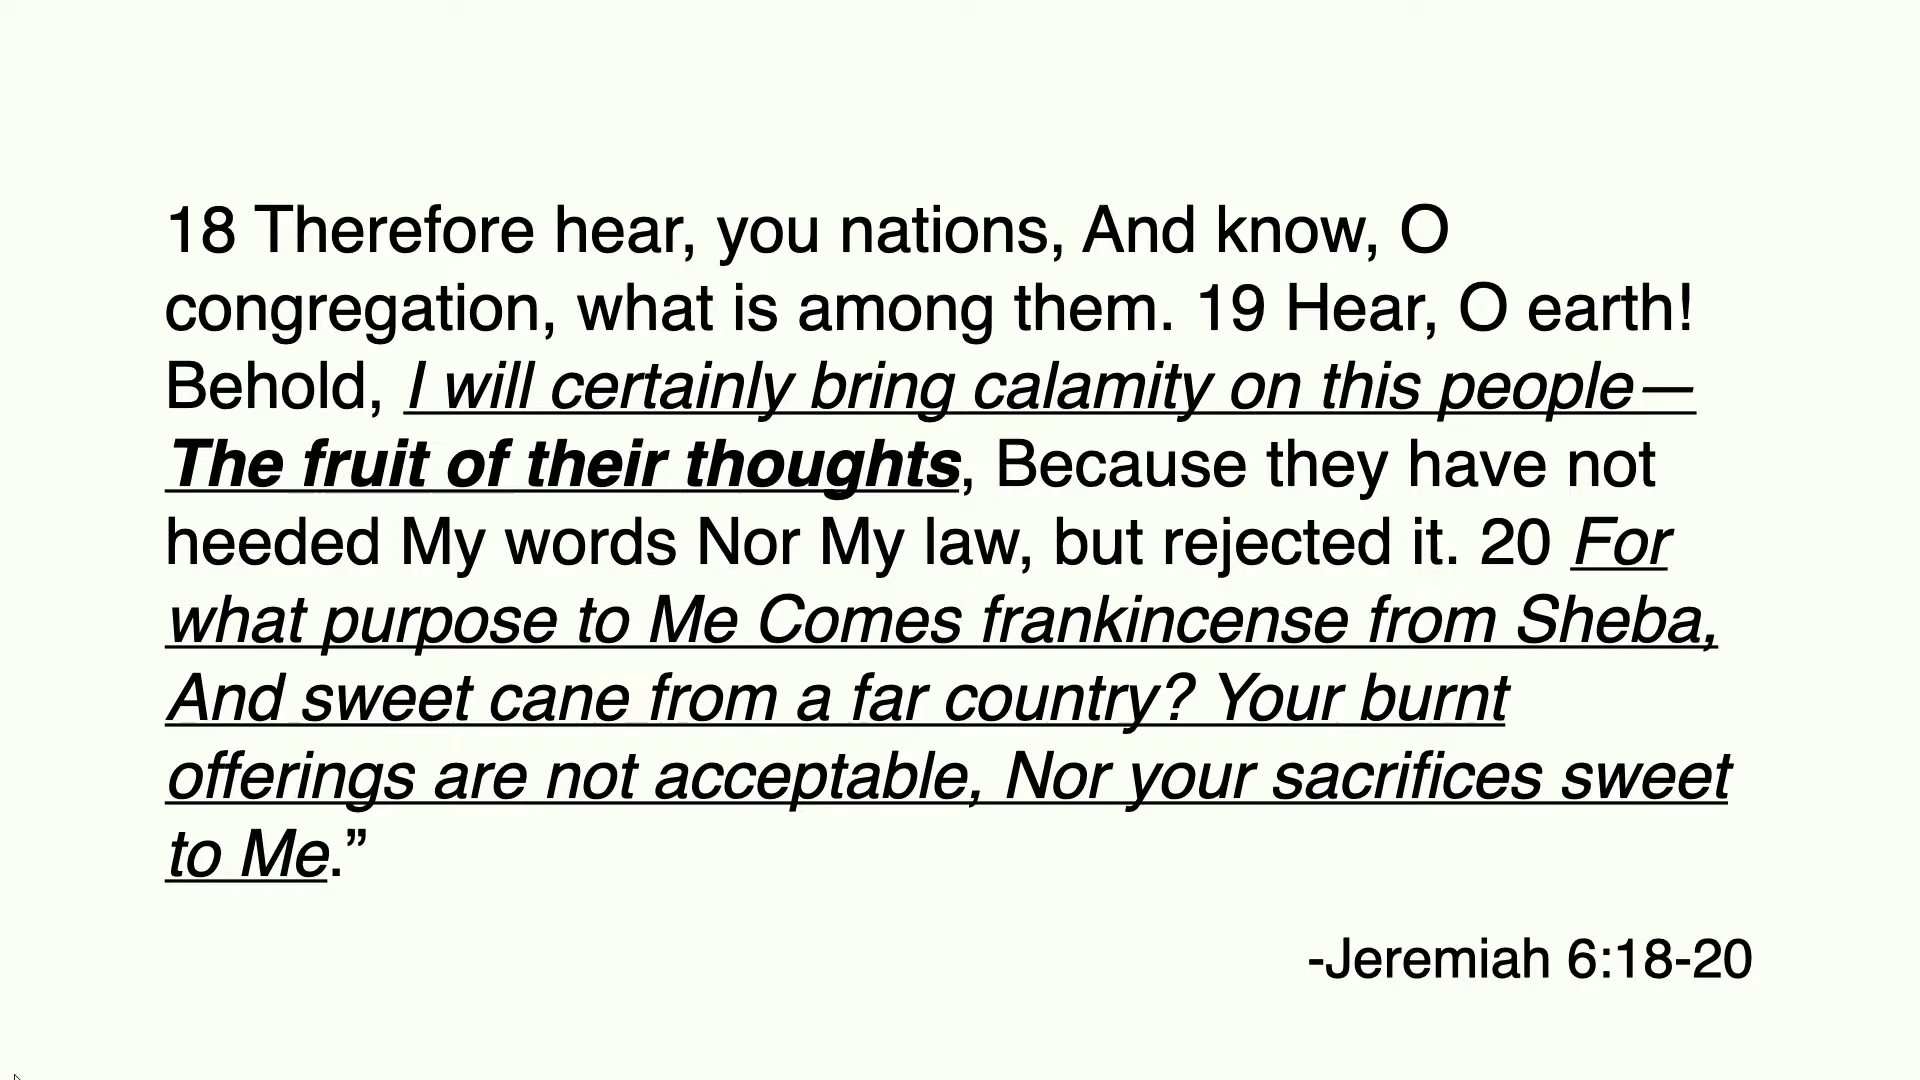 18 Therefore hear, you nations, And know, O
congregation, what is among them. 19 Hear, O earth!
Behold, I will certainly bring calamity on this people—
The fruit of their thoughts, Because they have not
heeded My words Nor My law, but rejected it. 20 For
what purpose to Me Comes frankincense from Sheba,
And sweet cane from a far country? Your burnt
offerings are not acceptable, Nor your sacrifices sweet
to Me.”
-Jeremiah 6:18-20